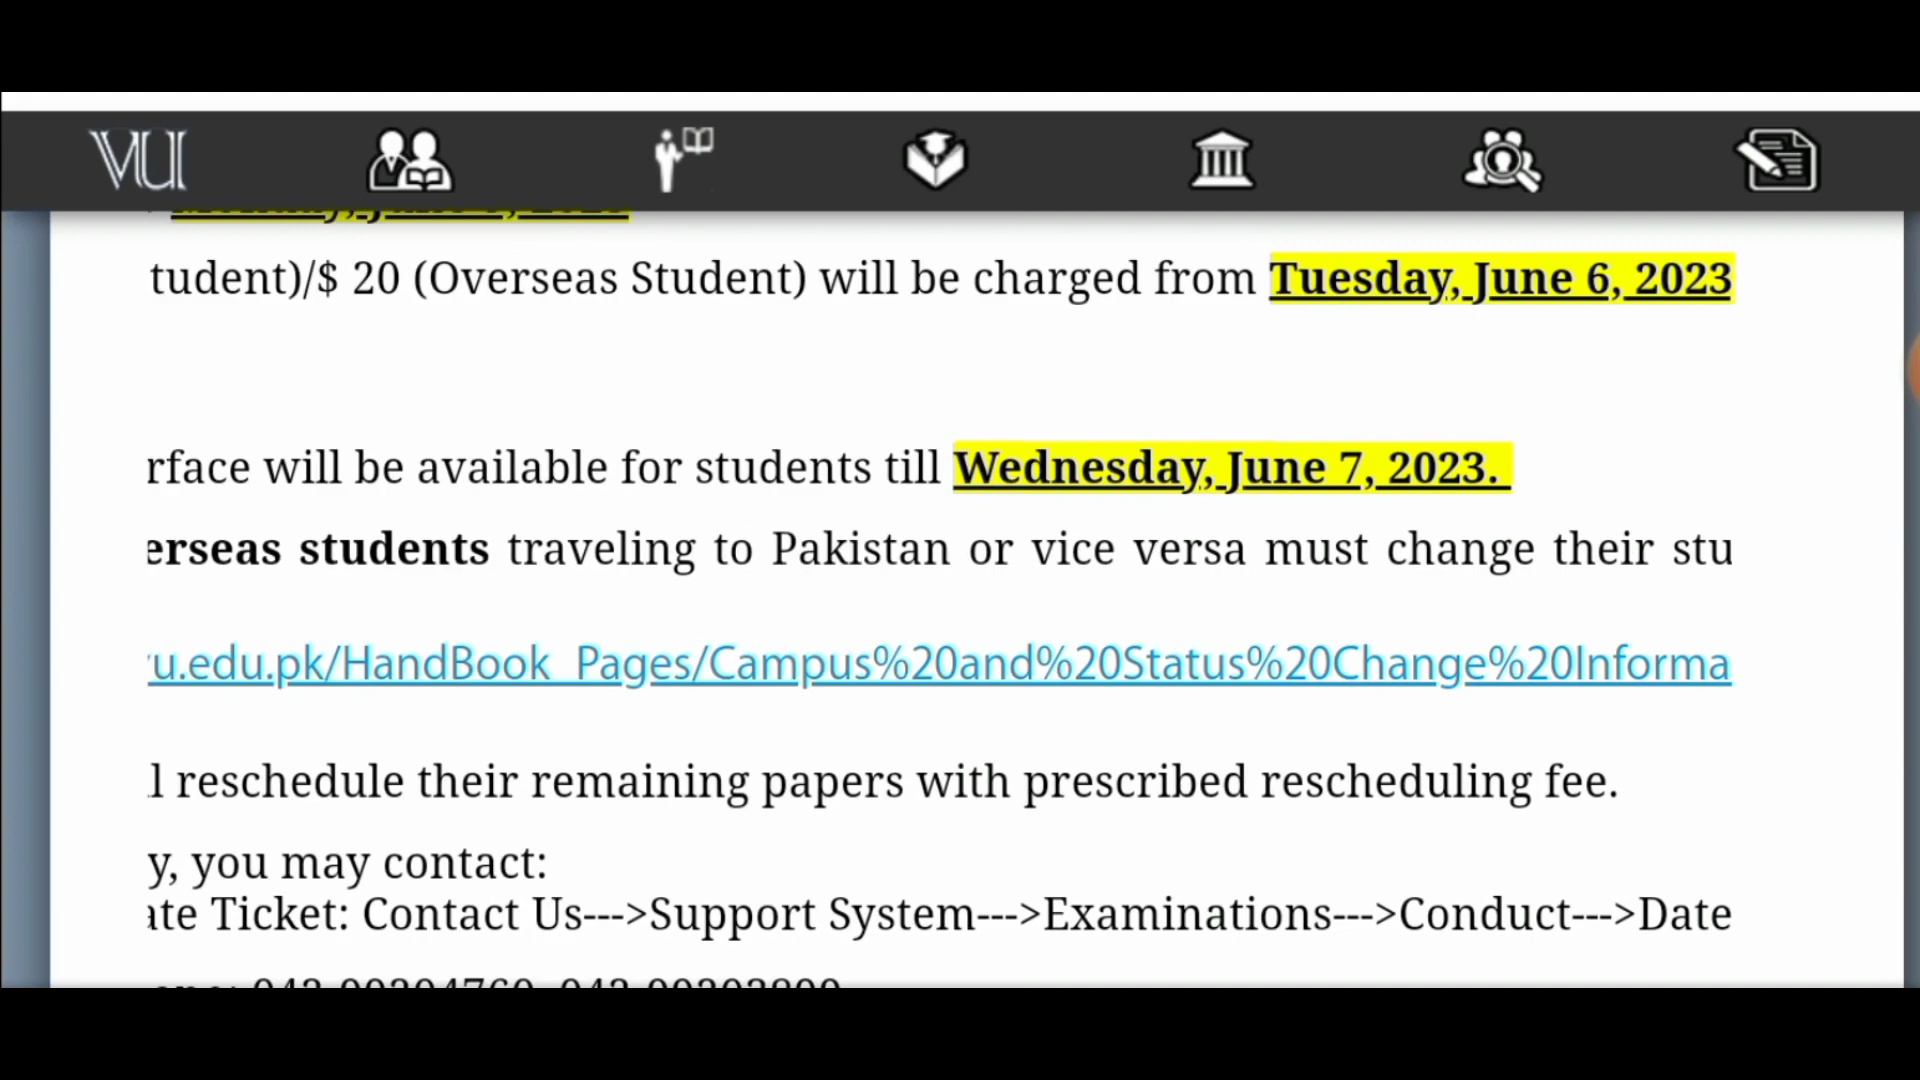 VU
tudent)/$ 20 (Overseas Student) will be charged from Tuesday, June 6, 2023
rface will be available for students till Wednesday, June 7, 2023.
erseas students traveling to Pakistan or vice versa must change their stu
u.edu.pk/HandBook_Pages/Campus%20and%20Status%20Change%20Informa
l reschedule their remaining papers with prescribed rescheduling fee.
y, you may contact:
ate Ticket: Contact Us--->Support System--->Examinations--->Conduct--->Date